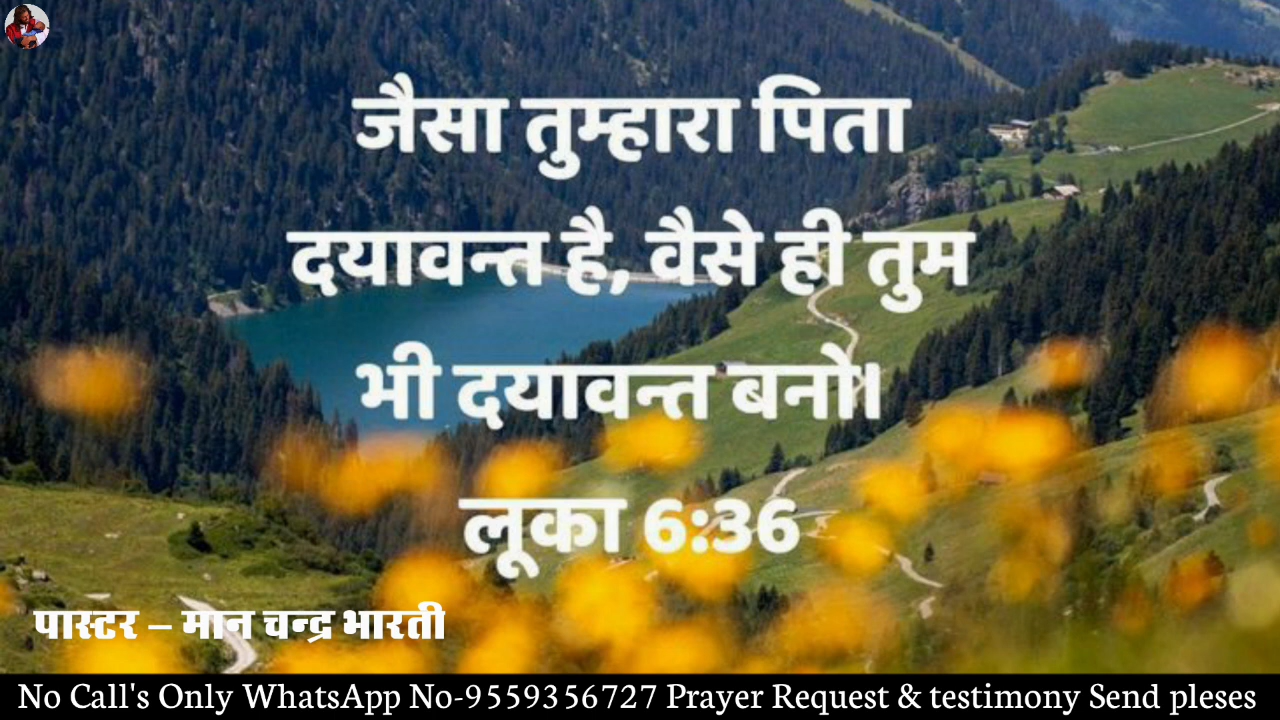 जैसा तुम्हारा पिता
दयावन्त है, वैसे ही तुम
भी दयावन्त बनो।
लूका 6:36
पास्टर – मान चन्द्र भारती
No Call's Only WhatsApp No-9559356727 Prayer Request & testimony Send pleses